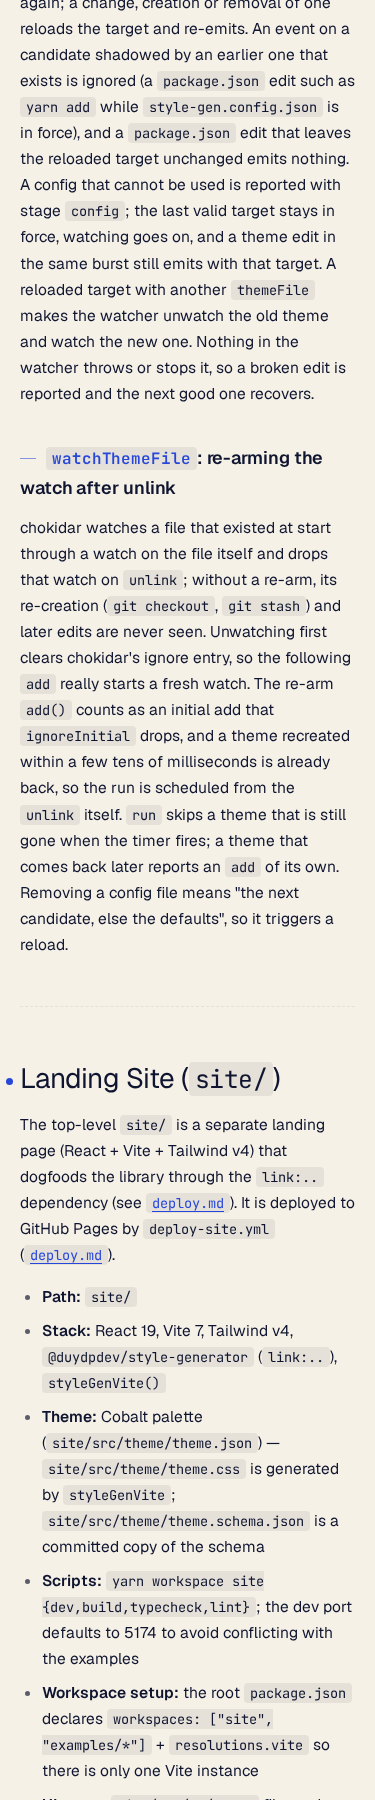 again; a change, creation or removal of one
reloads the target and re-emits. An event on a
candidate shadowed by an earlier one that
exists is ignored (a package.json edit such as
yarn add while style-gen.config.json is
in force), and a package.json edit that leaves
the reloaded target unchanged emits nothing.
A config that cannot be used is reported with
stage config; the last valid target stays in
force, watching goes on, and a theme edit in
the same burst still emits with that target. A
reloaded target with another themeFile
makes the watcher unwatch the old theme
and watch the new one. Nothing in the
watcher throws or stops it, so a broken edit is
reported and the next good one recovers.
— watchThemeFile: re-arming the
watch after unlink
chokidar watches a file that existed at start
through a watch on the file itself and drops
that watch on unlink; without a re-arm, its
re-creation (git checkout, git stash) and
later edits are never seen. Unwatching first
clears chokidar's ignore entry, so the following
add really starts a fresh watch. The re-arm
add() counts as an initial add that
ignoreInitial drops, and a theme recreated
within a few tens of milliseconds is already
back, so the run is scheduled from the
unlink itself. run skips a theme that is still
gone when the timer fires; a theme that
comes back later reports an add of its own.
Removing a config file means "the next
candidate, else the defaults", so it triggers a
reload.
Landing Site (site/)
The top-level site/ is a separate landing
page (React + Vite + Tailwind v4) that
dogfoods the library through the link:..
dependency (see deploy.md). It is deployed to
GitHub Pages by deploy-site.yml
(deploy.md).
• Path: site/
• Stack: React 19, Vite 7, Tailwind v4,
@duydpdev/style-generator (link:..),
styleGenVite()
• Theme: Cobalt palette
(site/src/theme/theme.json) —
site/src/theme/theme.css is generated
by styleGenVite;
site/src/theme/theme.schema.json is a
committed copy of the schema
• Scripts: yarn workspace site
{dev,build,typecheck,lint}; the dev port
defaults to 5174 to avoid conflicting with
the examples
• Workspace setup: the root package.json
declares workspaces: ["site",
"examples/*"] + resolutions.vite so
there is only one Vite instance